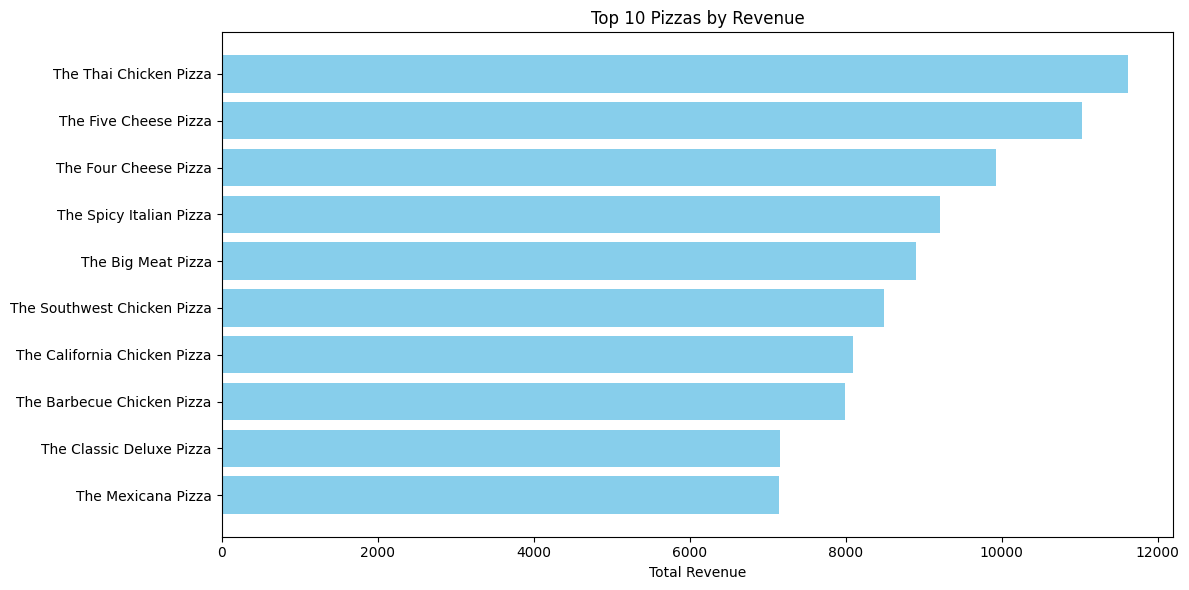 Top 10 Pizzas by Revenue
The Thai Chicken Pizza
The Five Cheese Pizza
The Four Cheese Pizza
The Spicy Italian Pizza
The Big Meat Pizza
The Southwest Chicken Pizza
The California Chicken Pizza
The Barbecue Chicken Pizza
The Classic Deluxe Pizza
The Mexicana Pizza
0 2000 4000 6000 8000 10000 12000
Total Revenue